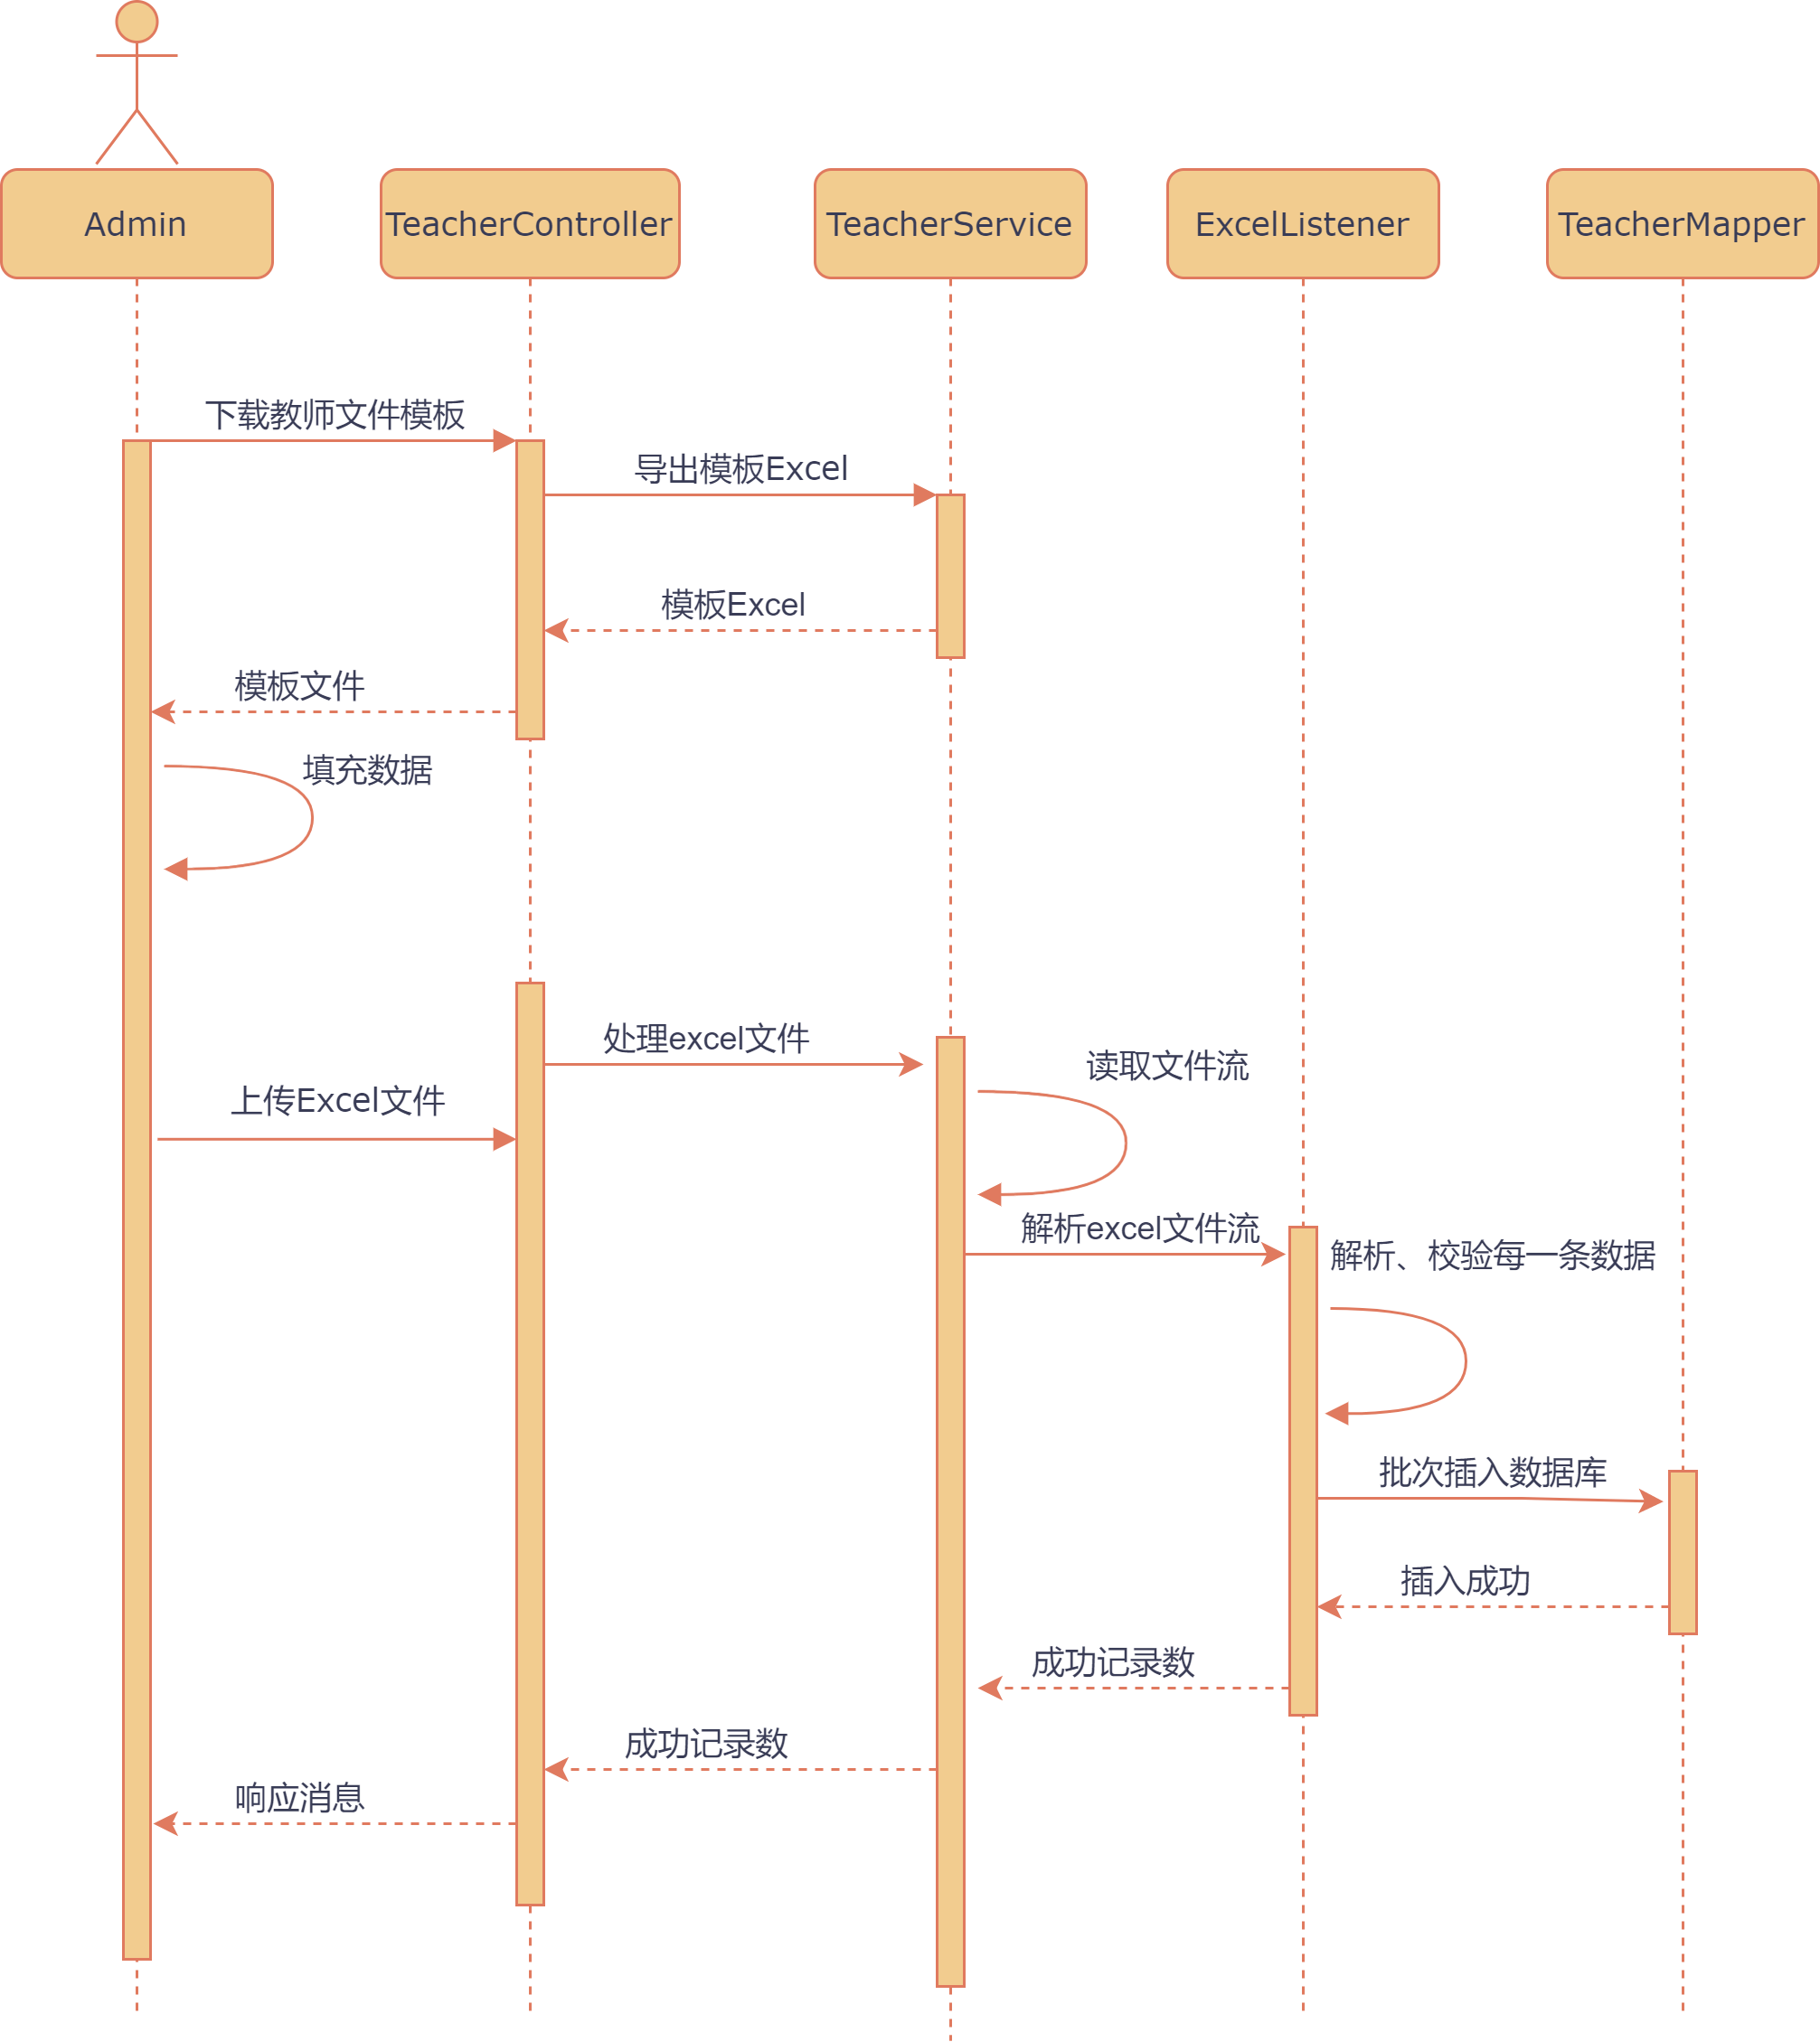 Admin
TeacherController
TeacherService
ExcelListener
TeacherMapper
下载教师文件模板
导出模板Excel
模板Excel
模板文件
填充数据
处理excel文件
读取文件流
上传Excel文件
解析excel文件流
解析、校验每一条数据
批次插入数据库
插入成功
成功记录数
成功记录数
响应消息